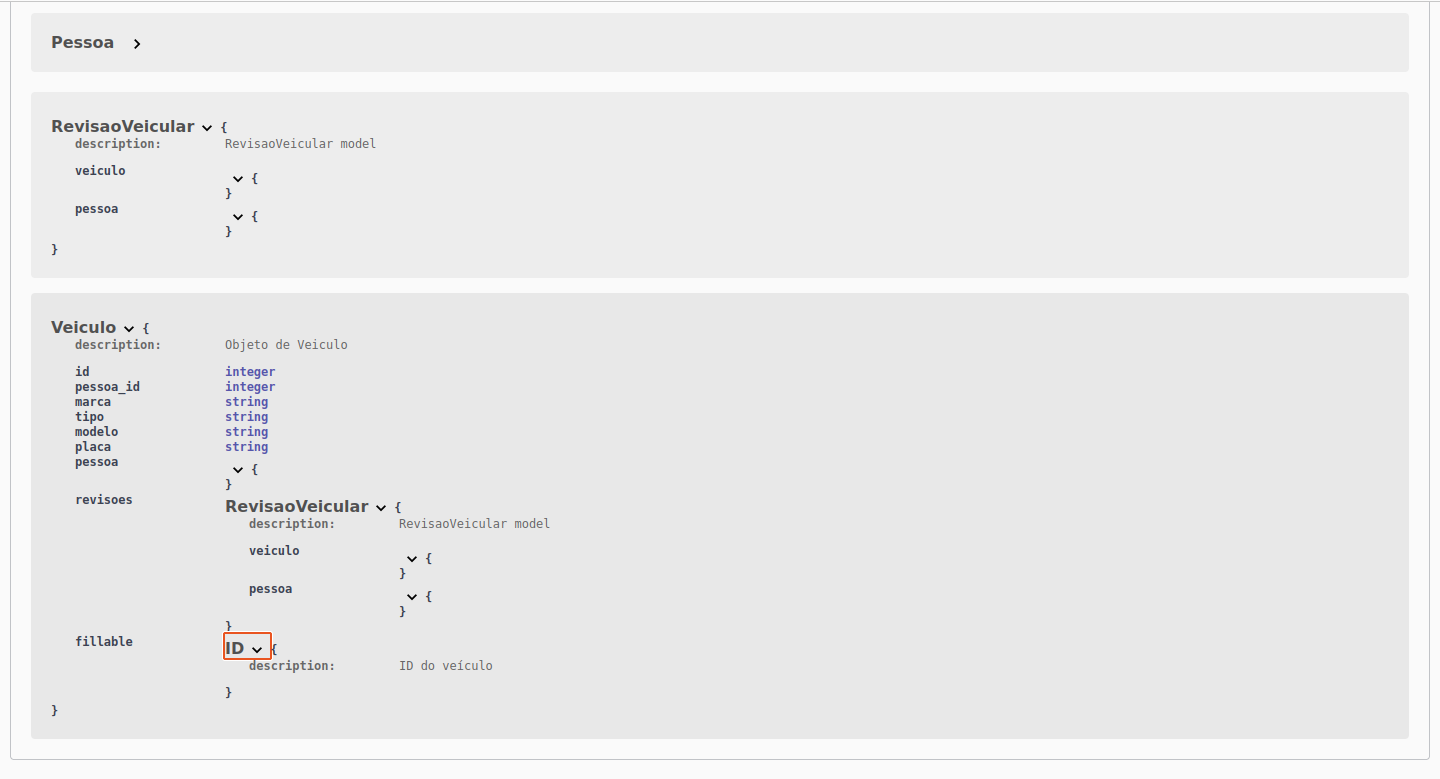 Pessoa
RevisaoVeicular {
description: RevisaoVeicular model
veiculo {
}
pessoa {
}
}
Veiculo {
description: Objeto de Veiculo
id integer
pessoa_id integer
marca string
tipo string
modelo string
placa string
pessoa {
}
revisoes RevisaoVeicular {
description: RevisaoVeicular model
veiculo {
}
pessoa {
}
}
fillable ID {
description: ID do veículo
}
}